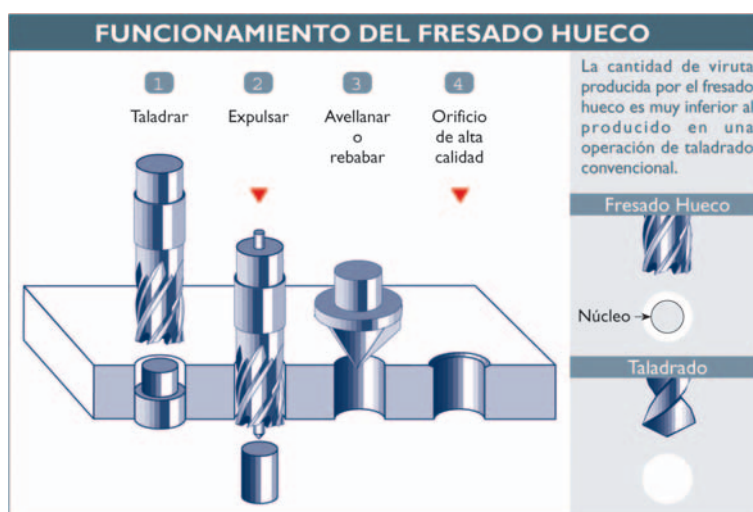 FUNCIONAMIENTO DEL FRESADO HUECO
1
Taladrar
2
Expulsar
3
Avellanar
o
rebabar
4
Orificio
de alta
calidad
La cantidad de viruta
producida por el fresado
hueco es muy inferior al
producido en una
operación de taladrado
convencional.
Fresado Hueco
Núcleo
Taladrado